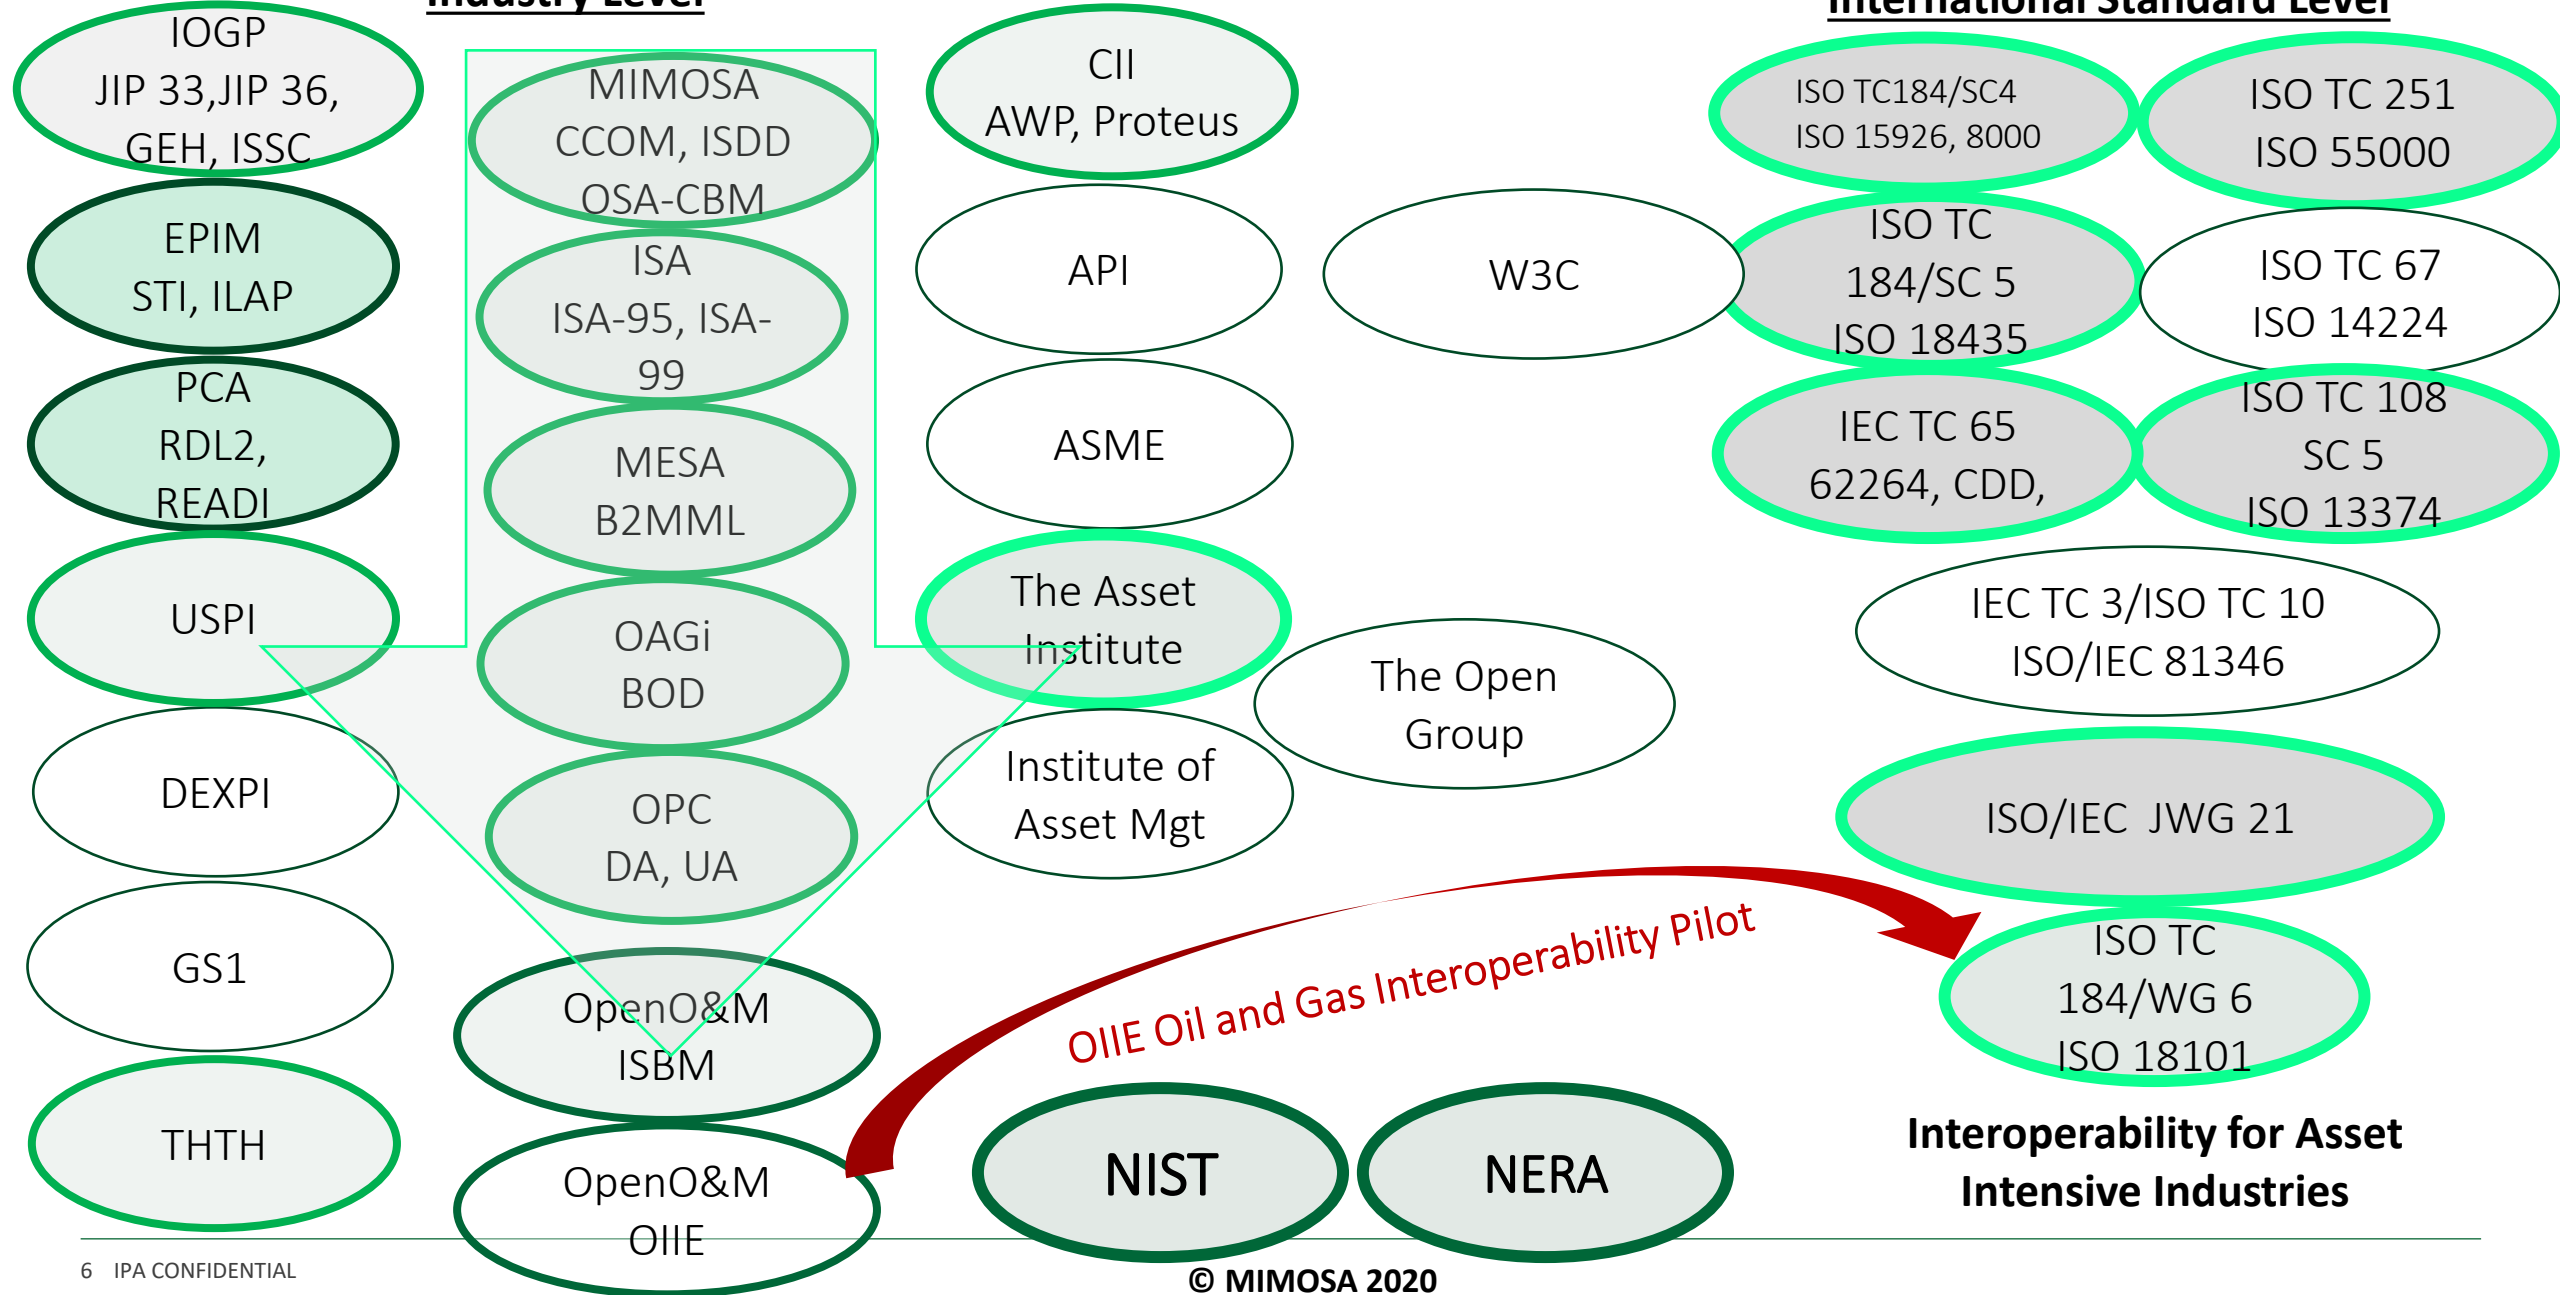 Industry Level
International Standard Level
IOGP
JIP 33,JIP 36,
GEH, ISSC
EPIM
STI, ILAP
PCA
RDL2,
READI
USPI
DEXPI
GS1
THTH
MIMOSA
CCOM, ISDD
OSA-CBM
ISA
ISA-95, ISA-
99
MESA
B2MML
OAGi
BOD
OPC
DA, UA
OpenO&M
ISBM
OpenO&M
OIIE
CII
AWP, Proteus
API
ASME
The Asset
Institute
Institute of
Asset Mgt
W3C
The Open
Group
OIIE Oil and Gas Interoperability Pilot
NIST
NERA
ISO TC184/SC4
ISO 15926, 8000
ISO TC 251
ISO 55000
ISO TC
184/SC 5
ISO 18435
ISO TC 67
ISO 14224
IEC TC 65
62264, CDD,
ISO TC 108
SC 5
ISO 13374
IEC TC 3/ISO TC 10
ISO/IEC 81346
ISO/IEC JWG 21
ISO TC
184/WG 6
ISO 18101
Interoperability for Asset
Intensive Industries
6 IPA CONFIDENTIAL
© MIMOSA 2020